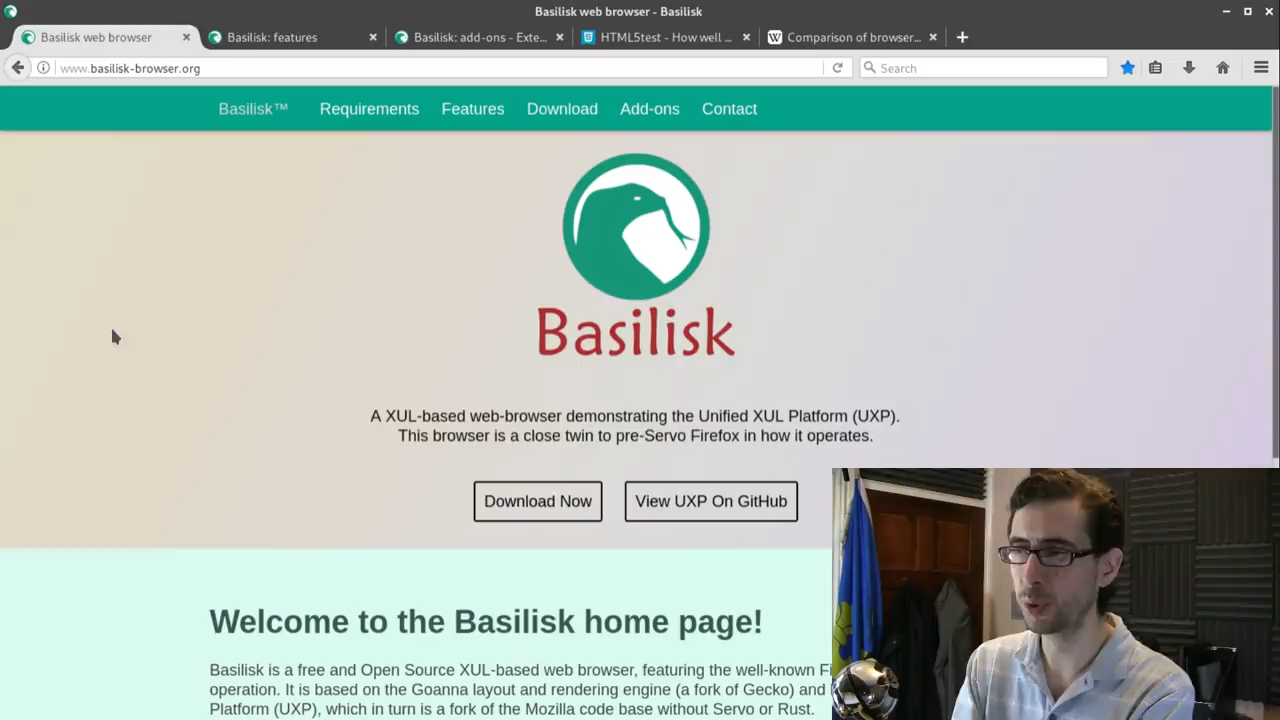 Basilisk web browser - Basilisk
Basilisk web browser
Basilisk: features
Basilisk: add-ons - Exte...
HTML5test - How well ...
Comparison of browser...
www.basilisk-browser.org
Search
Basilisk™ Requirements Features Download Add-ons Contact
Basilisk
A XUL-based web-browser demonstrating the Unified XUL Platform (UXP).
This browser is a close twin to pre-Servo Firefox in how it operates.
Download Now
View UXP On GitHub
Welcome to the Basilisk home page!
Basilisk is a free and Open Source XUL-based web browser, featuring the well-known Fi
operation. It is based on the Goanna layout and rendering engine (a fork of Gecko) and
Platform (UXP), which in turn is a fork of the Mozilla code base without Servo or Rust.